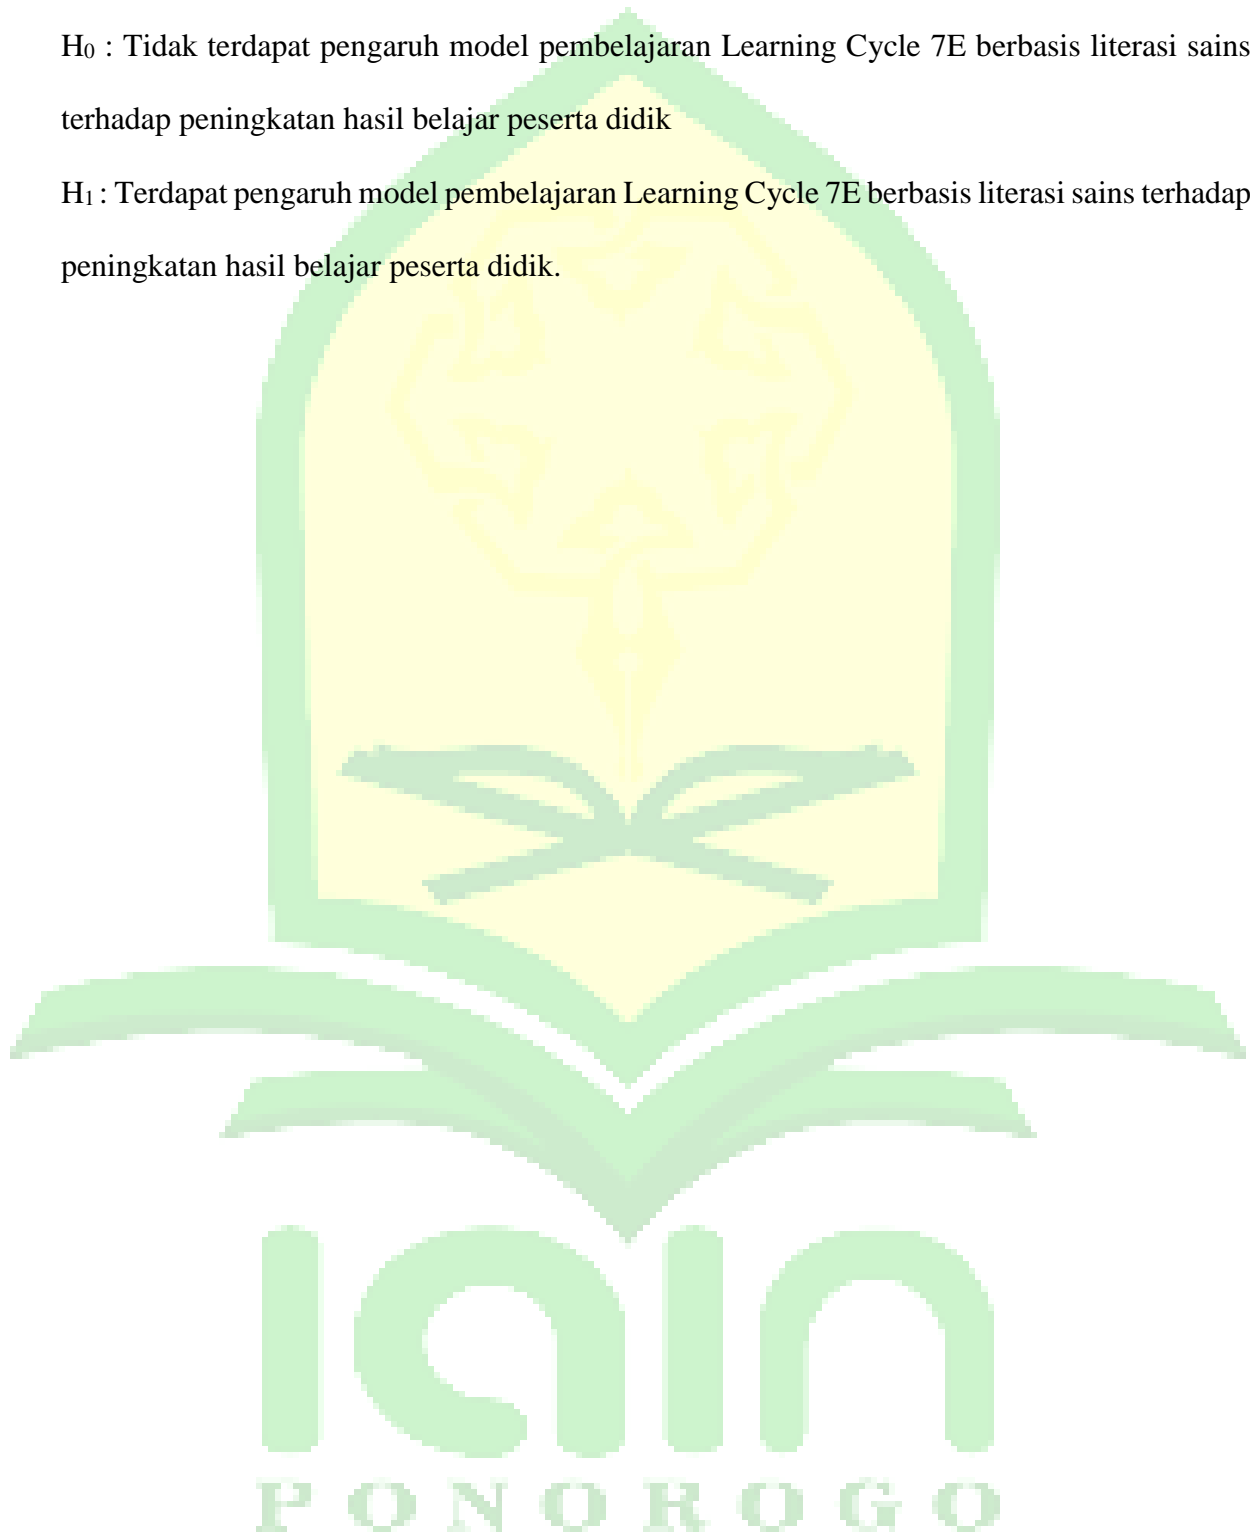 H₀ : Tidak terdapat pengaruh model pembelajaran Learning Cycle 7E berbasis literasi sains
terhadap peningkatan hasil belajar peserta didik
H₁ : Terdapat pengaruh model pembelajaran Learning Cycle 7E berbasis literasi sains terhadap
peningkatan hasil belajar peserta didik.
iain
PONOROGO